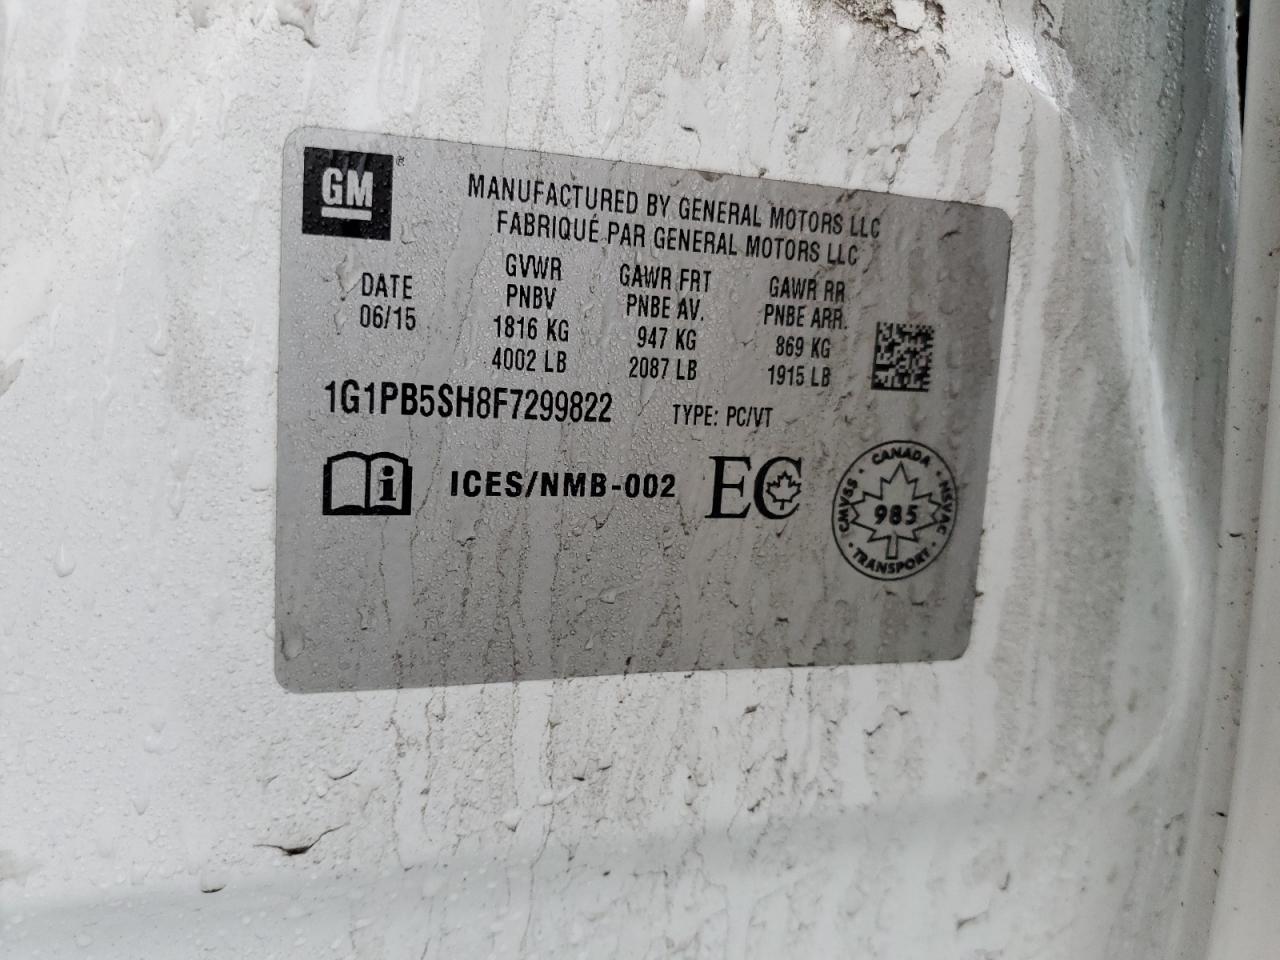 GM®
MANUFACTURED BY GENERAL MOTORS LLC
FABRIQUÉ PAR GENERAL MOTORS LLC
DATE
06/15
GVWR
PNBV
1816 KG
4002 LB
GAWR FRT
PNBE AV.
947 KG
2087 LB
GAWR RR
PNBE ARR.
869 KG
1915 LB
1G1PB5SH8F7299822 TYPE: PC/VT
i ICES/NMB-002 EC
CANADA
CMVSS 985 NSVAC
TRANSPORT